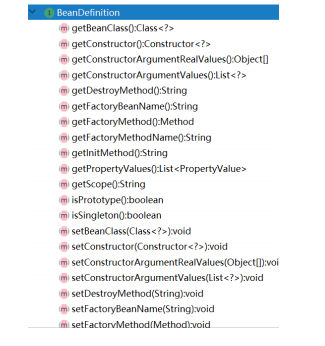 BeanDefinition
getBeanClass():Class<?>
getConstructor():Constructor<?>
getConstructorArgumentRealValues():Object[]
getConstructorArgumentValues():List<?>
getDestroyMethod():String
getFactoryBeanName():String
getFactoryMethod():Method
getFactoryMethodName():String
getInitMethod():String
getPropertyValues():List<PropertyValue>
getScope():String
isPrototype():boolean
isSingleton():boolean
setBeanClass(Class<?>):void
setConstructor(Constructor<?>):void
setConstructorArgumentRealValues(Object[]):voi
setConstructorArgumentValues(List<?>):void
setDestroyMethod(String):void
setFactoryBeanName(String):void
setFactoryMethod(Method):void